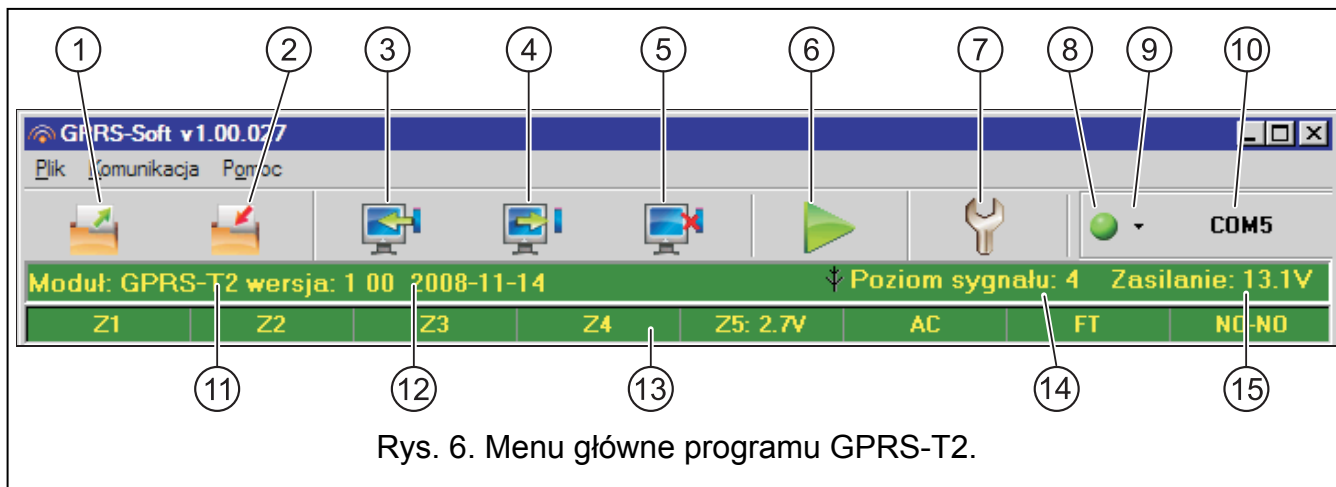 1 2 3 4 5 6 7 8 9 10
GPRS-Soft v1.00.027
Plik Komunikacja Pomoc
COM5
Moduł: GPRS-T2 wersja: 1 00 2008-11-14 Poziom sygnału: 4 Zasilanie: 13.1V
Z1 Z2 Z3 Z4 Z5: 2.7V AC FT NO-NO
11 12 13 14 15
Rys. 6. Menu główne programu GPRS-T2.